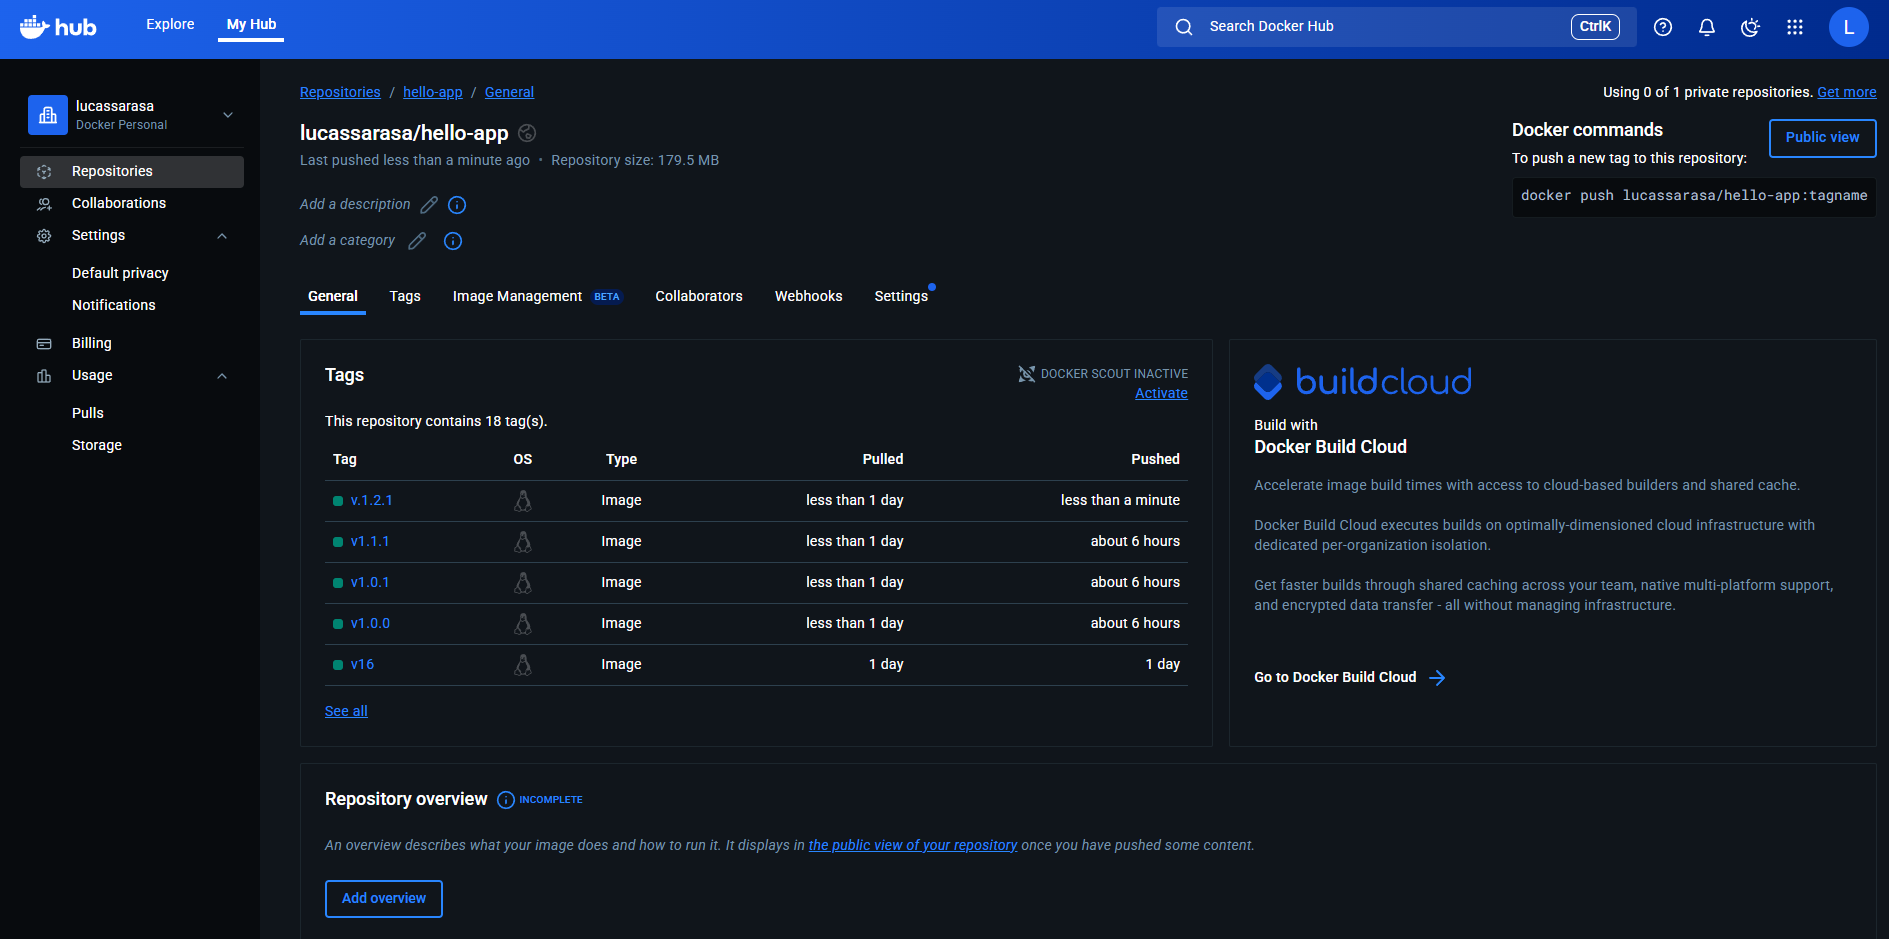 hub
Explore
My Hub
Search Docker Hub
CtrlK
L
lucassarasa
Docker Personal
Repositories
Collaborations
Settings
Default privacy
Notifications
Billing
Usage
Pulls
Storage
Repositories / hello-app / General
Using 0 of 1 private repositories. Get more
lucassarasa/hello-app
Last pushed less than a minute ago • Repository size: 179.5 MB
Add a description
Add a category
Docker commands
Public view
To push a new tag to this repository:
docker push lucassarasa/hello-app:tagname
General Tags Image Management BETA Collaborators Webhooks Settings
Tags
DOCKER SCOUT INACTIVE
Activate
This repository contains 18 tag(s).
Tag OS Type Pulled Pushed
v.1.2.1 Image less than 1 day less than a minute
v1.1.1 Image less than 1 day about 6 hours
v1.0.1 Image less than 1 day about 6 hours
v1.0.0 Image less than 1 day about 6 hours
v16 Image 1 day 1 day
See all
buildcloud
Build with
Docker Build Cloud
Accelerate image build times with access to cloud-based builders and shared cache.
Docker Build Cloud executes builds on optimally-dimensioned cloud infrastructure with
dedicated per-organization isolation.
Get faster builds through shared caching across your team, native multi-platform support,
and encrypted data transfer - all without managing infrastructure.
Go to Docker Build Cloud
Repository overview INCOMPLETE
An overview describes what your image does and how to run it. It displays in the public view of your repository once you have pushed some content.
Add overview